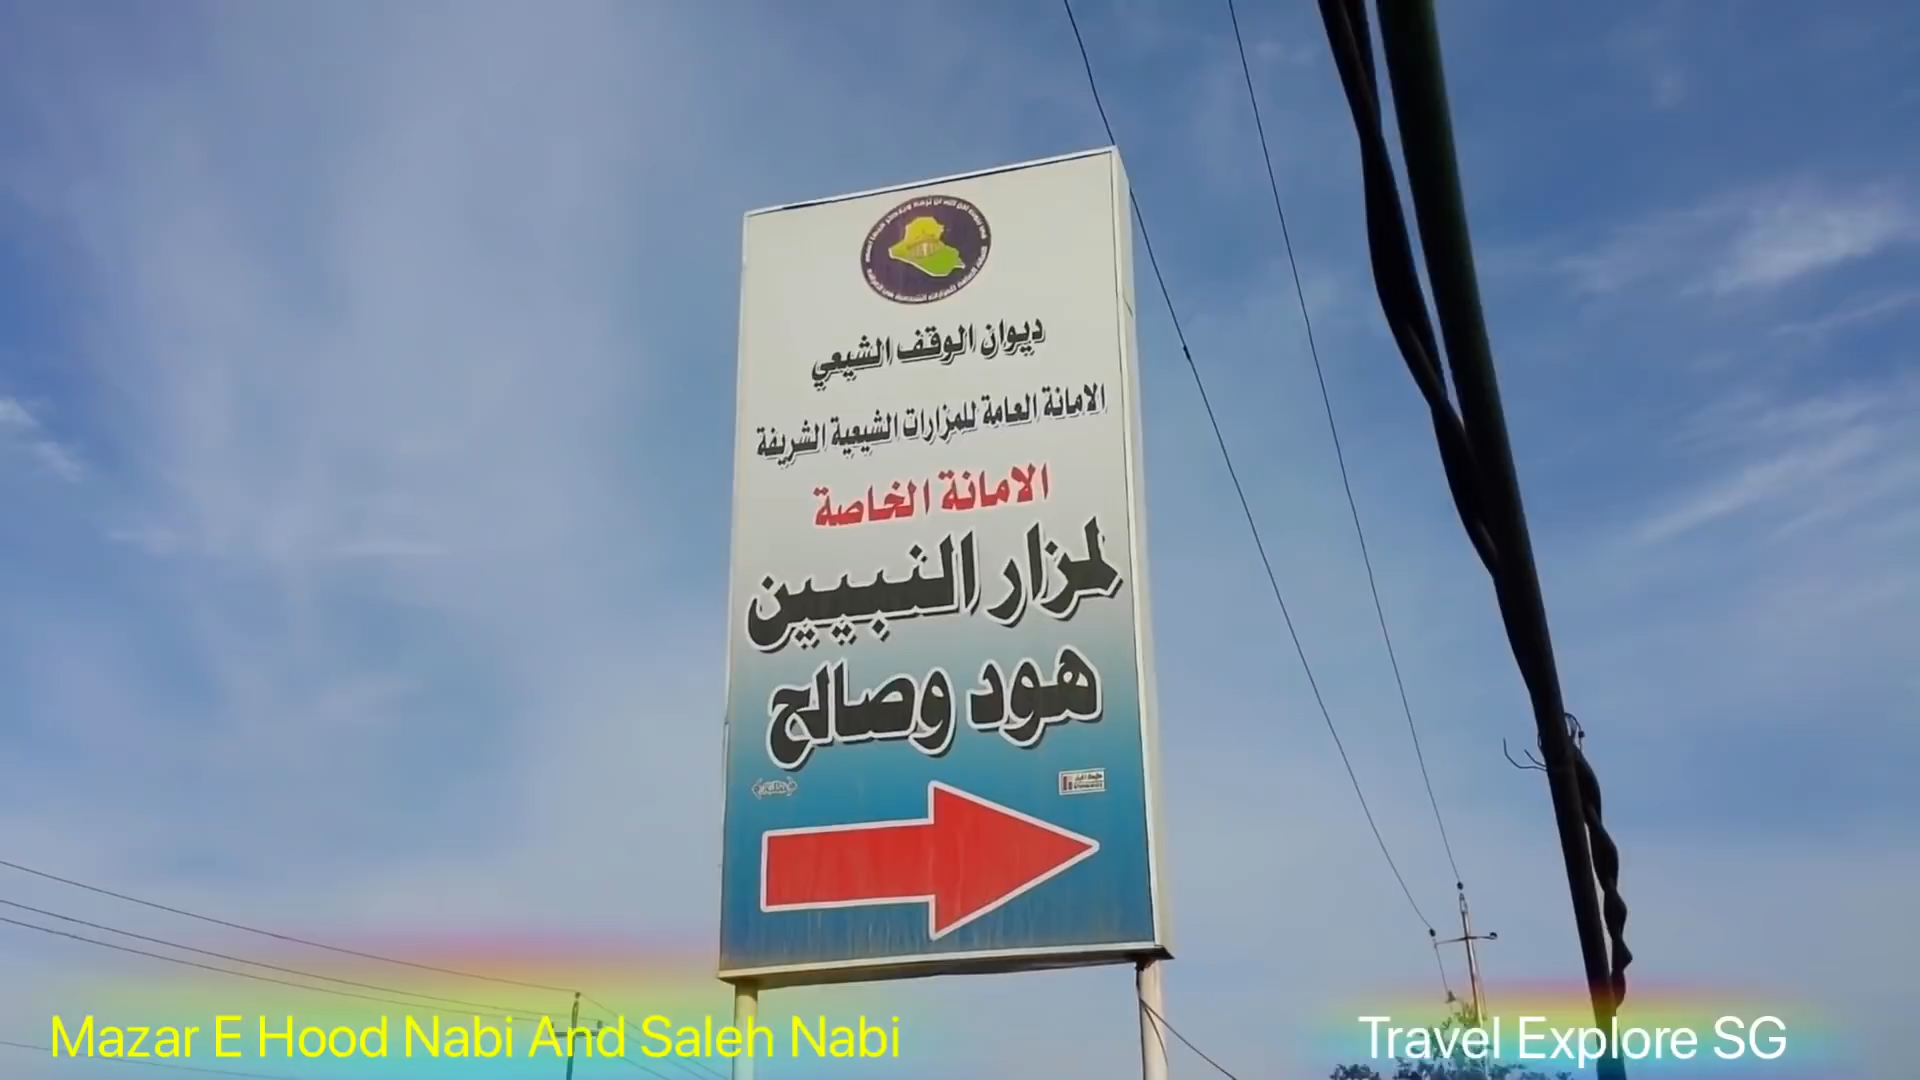 ديوان الوقف الشيعي
الامانة العامة للمزارات الشيعية الشريفة
الامانة الخاصة
لمزار النبيين
هود وصالح
Mazar E Hood Nabi And Saleh Nabi
Travel Explore SG